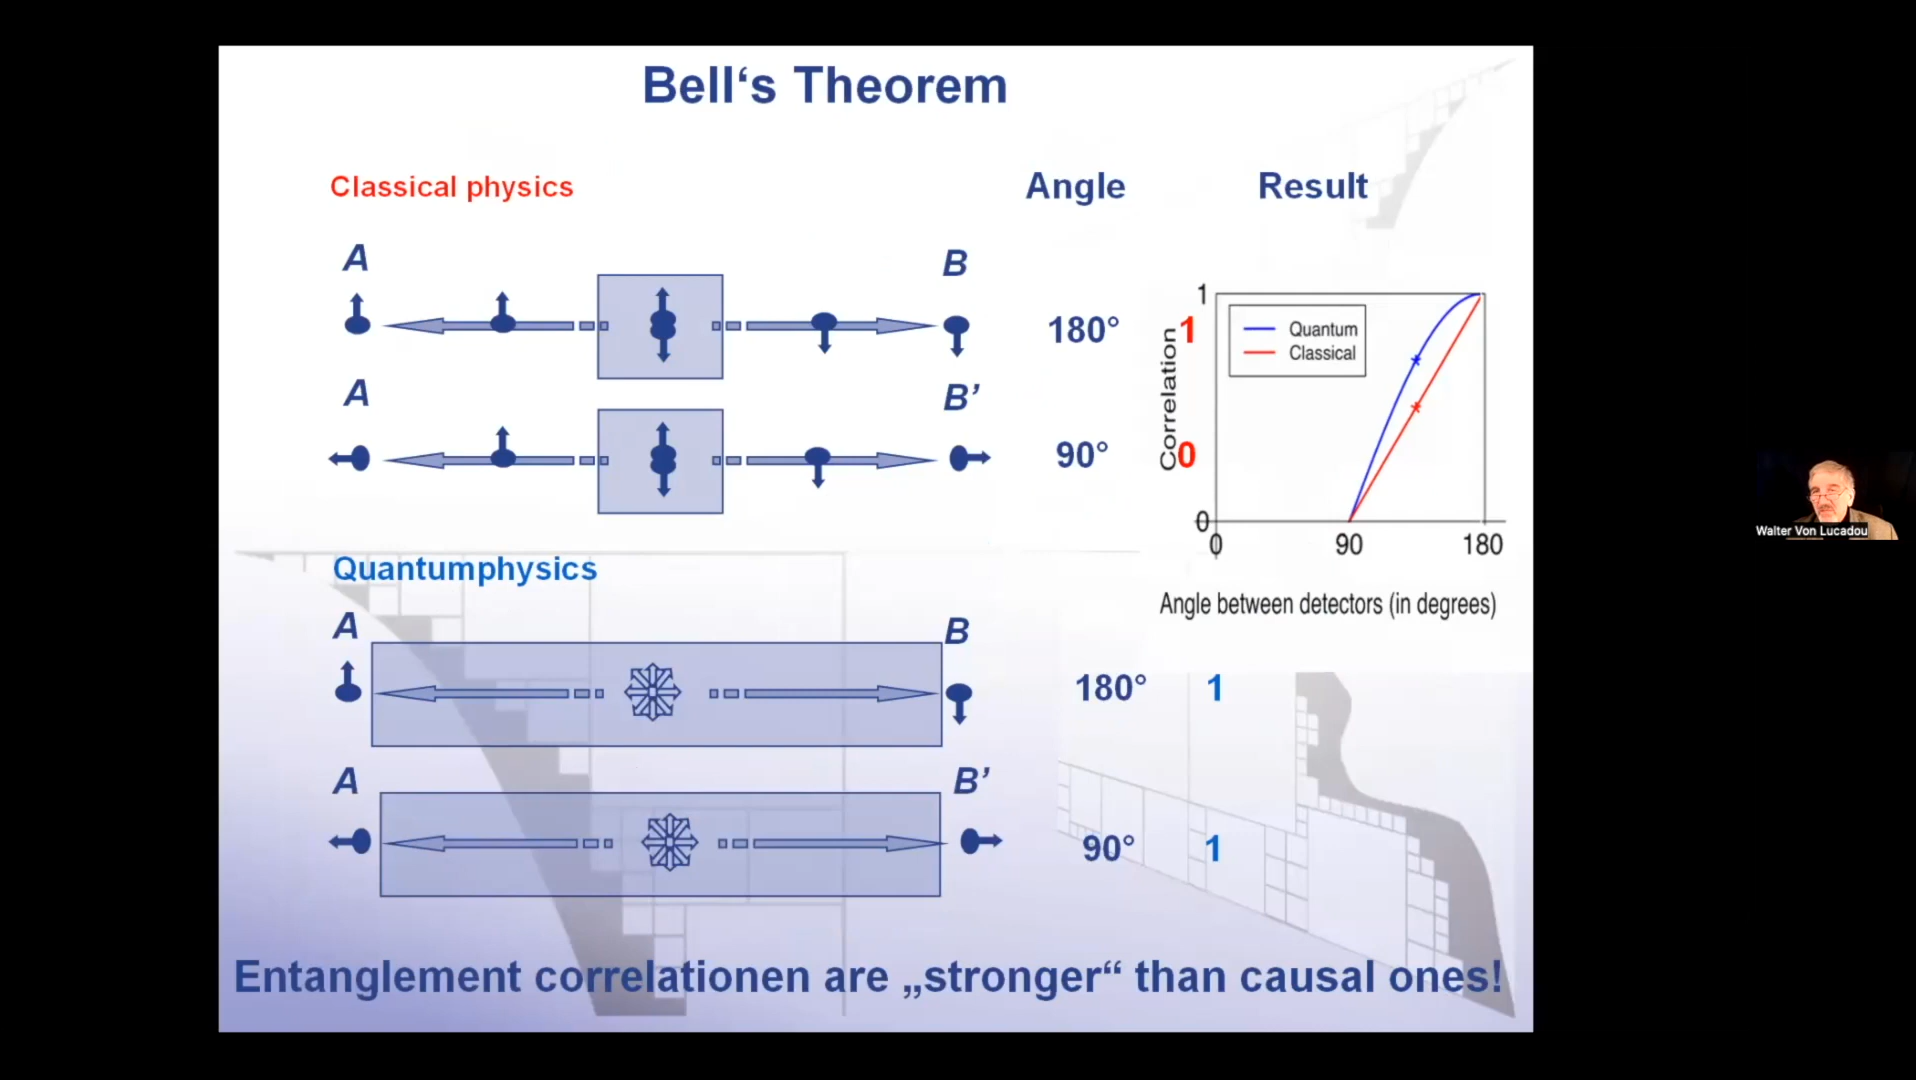 Bell‘s Theorem
Classical physics
Angle
Result
A
B
180°
1
A
B’
90°
0
1
Quantum
Classical
Correlation
0
0
90
180
Angle between detectors (in degrees)
Quantumphysics
A
B
180°
1
A
B’
90°
1
Entanglement correlationen are „stronger“ than causal ones!
Walter Von Lucadou